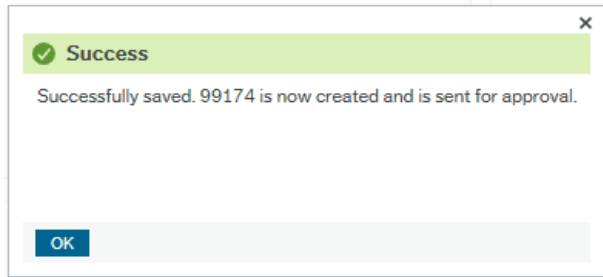 Success
Successfully saved. 99174 is now created and is sent for approval.
OK